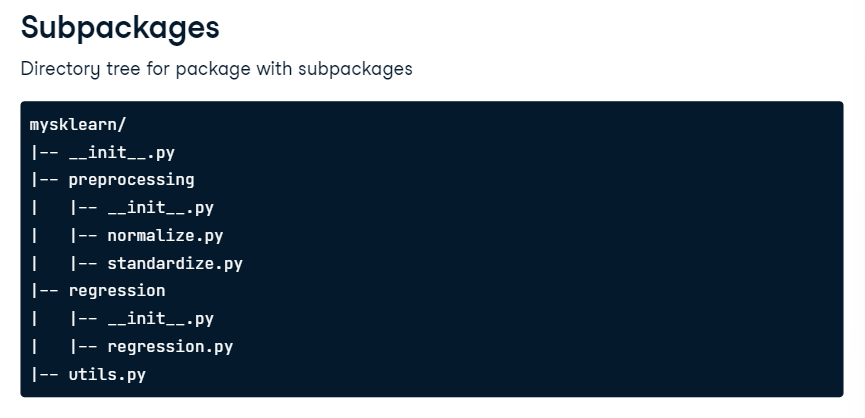 Subpackages
Directory tree for package with subpackages
mysklearn/
|-- __init__.py
|-- preprocessing
|   |-- __init__.py
|   |-- normalize.py
|   |-- standardize.py
|-- regression
|   |-- __init__.py
|   |-- regression.py
|-- utils.py